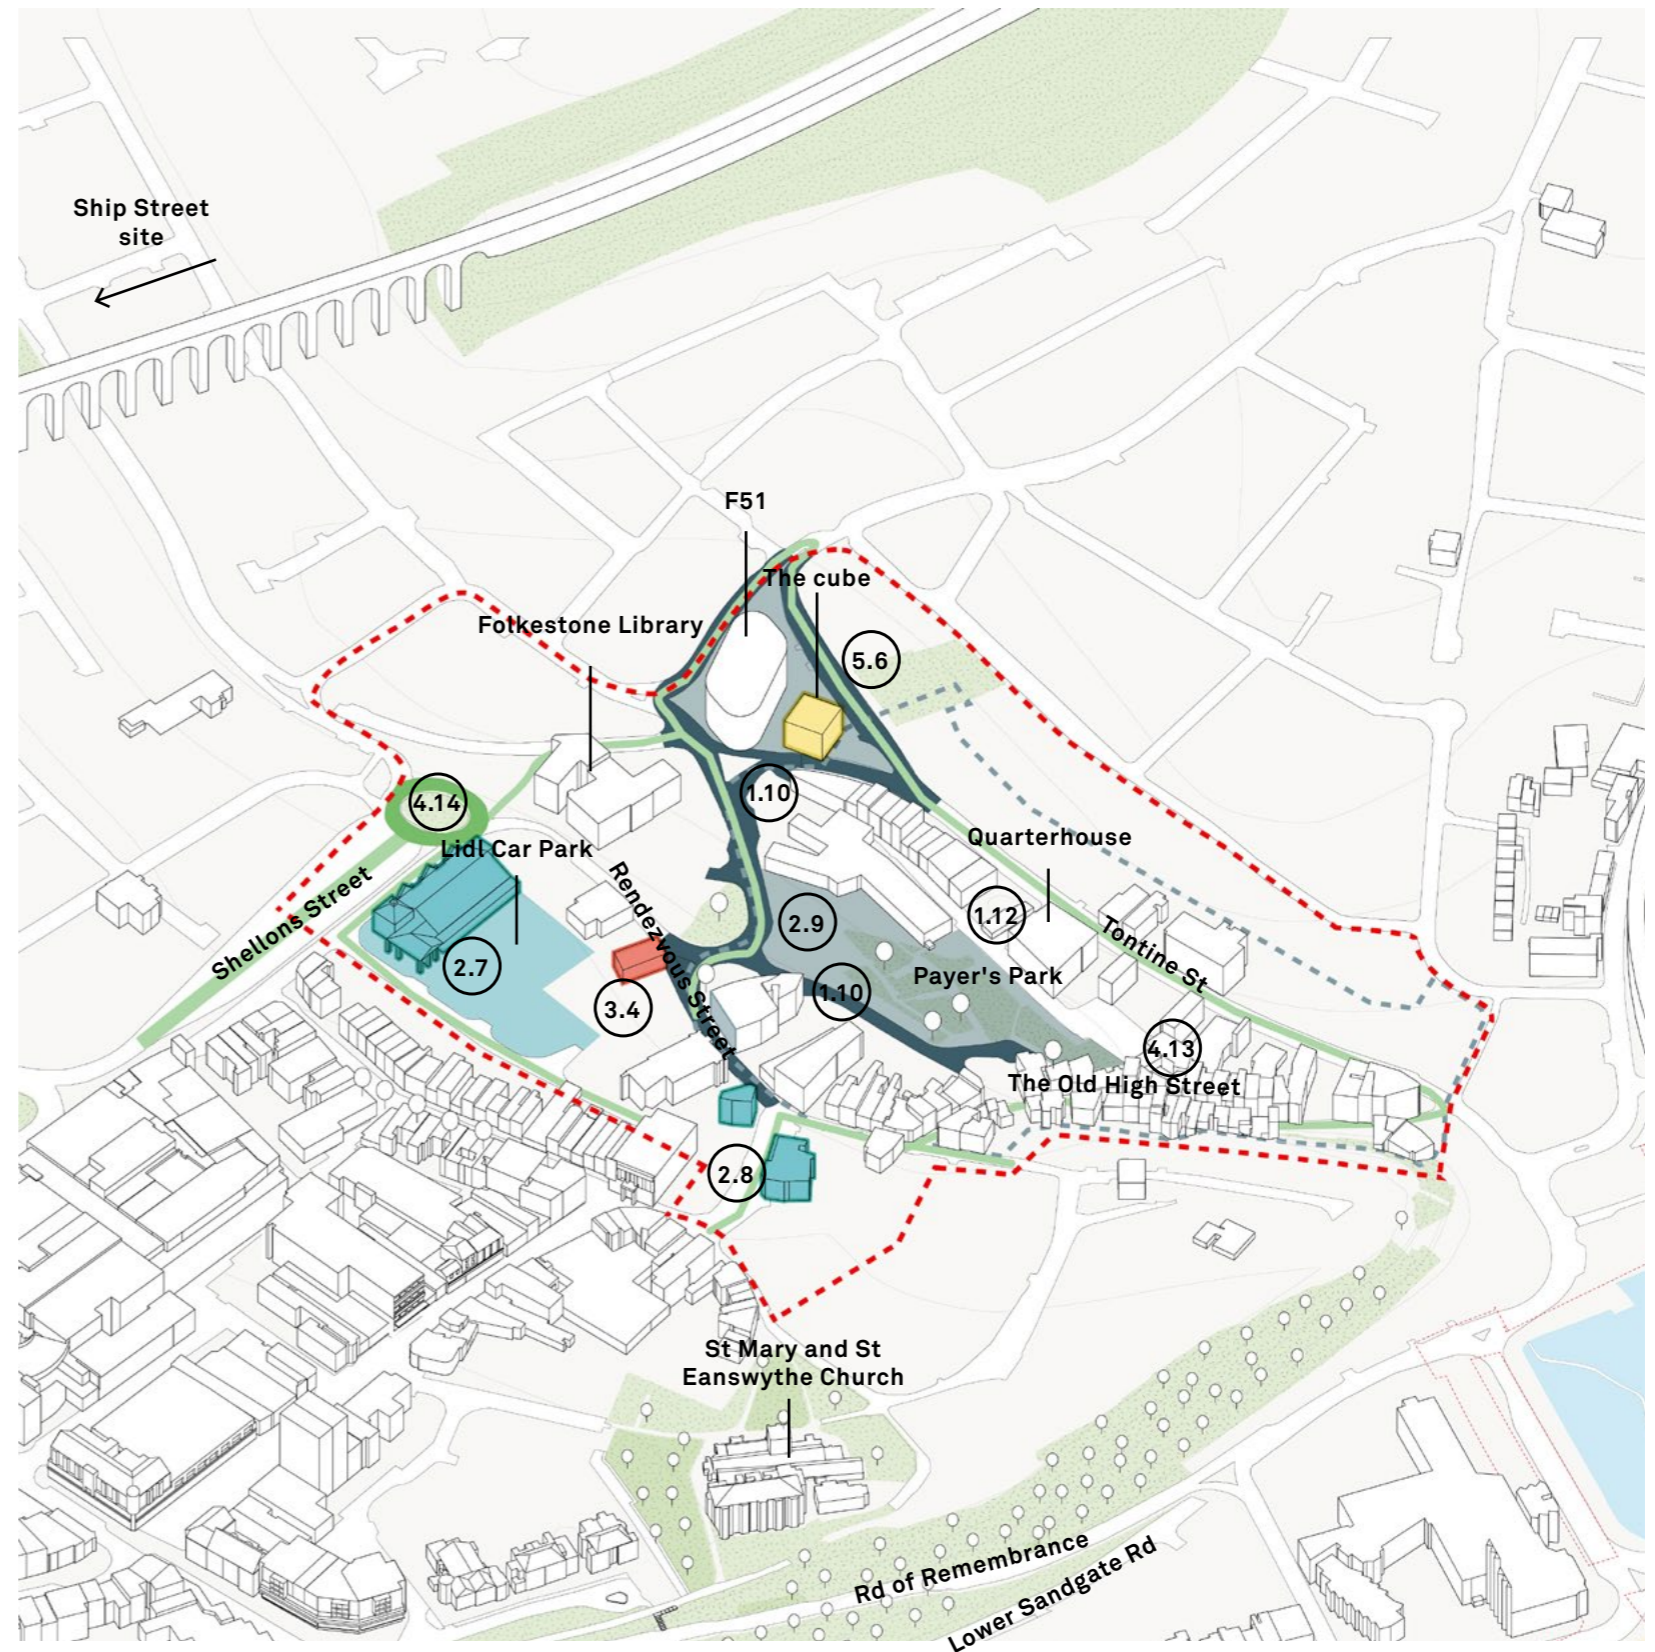 Ship Street
site
F51
The cube
Folkestone Library
5.6
4.14
1.10
Lidl Car Park
Quarterhouse
Shellons Street
Rendezvous Street
2.9
1.12
Tontine St
2.7
Payer's Park
1.10
3.4
4.13
The Old High Street
2.8
St Mary and St
Eanswythe Church
Rd of Remembrance
Lower Sandgate Rd